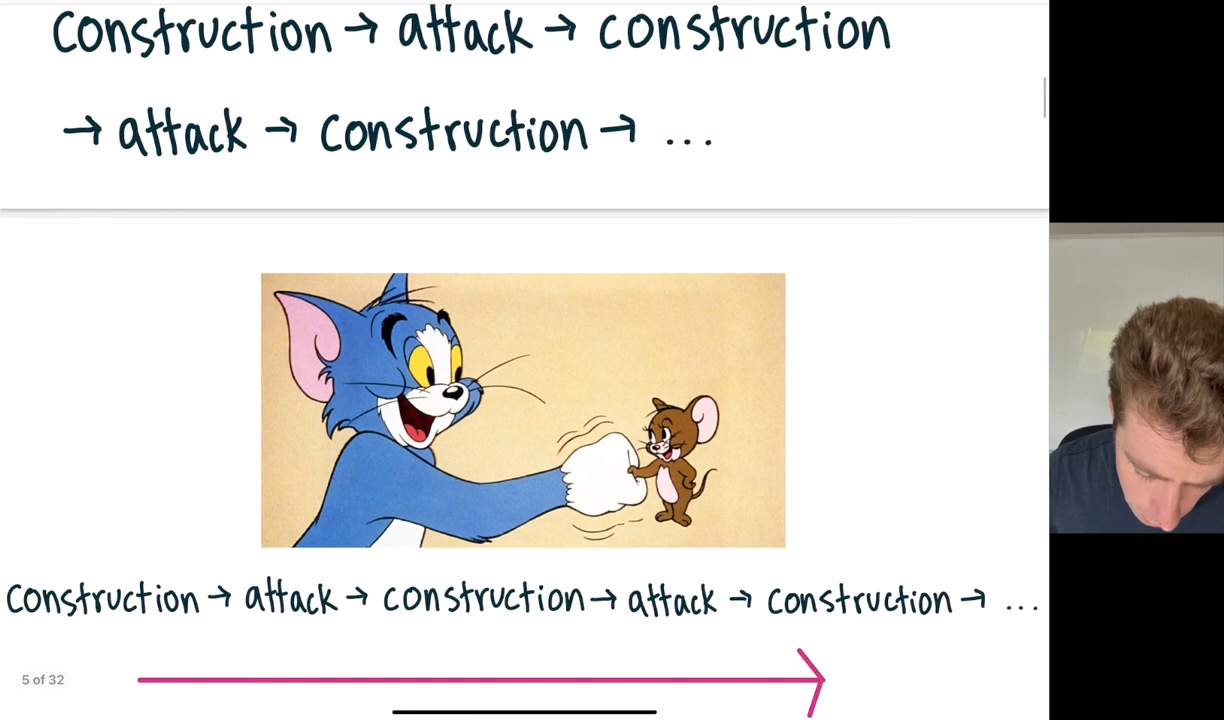 Construction → attack → construction
→ attack → construction → ...
Construction → attack → construction → attack → construction → ...
5 of 32